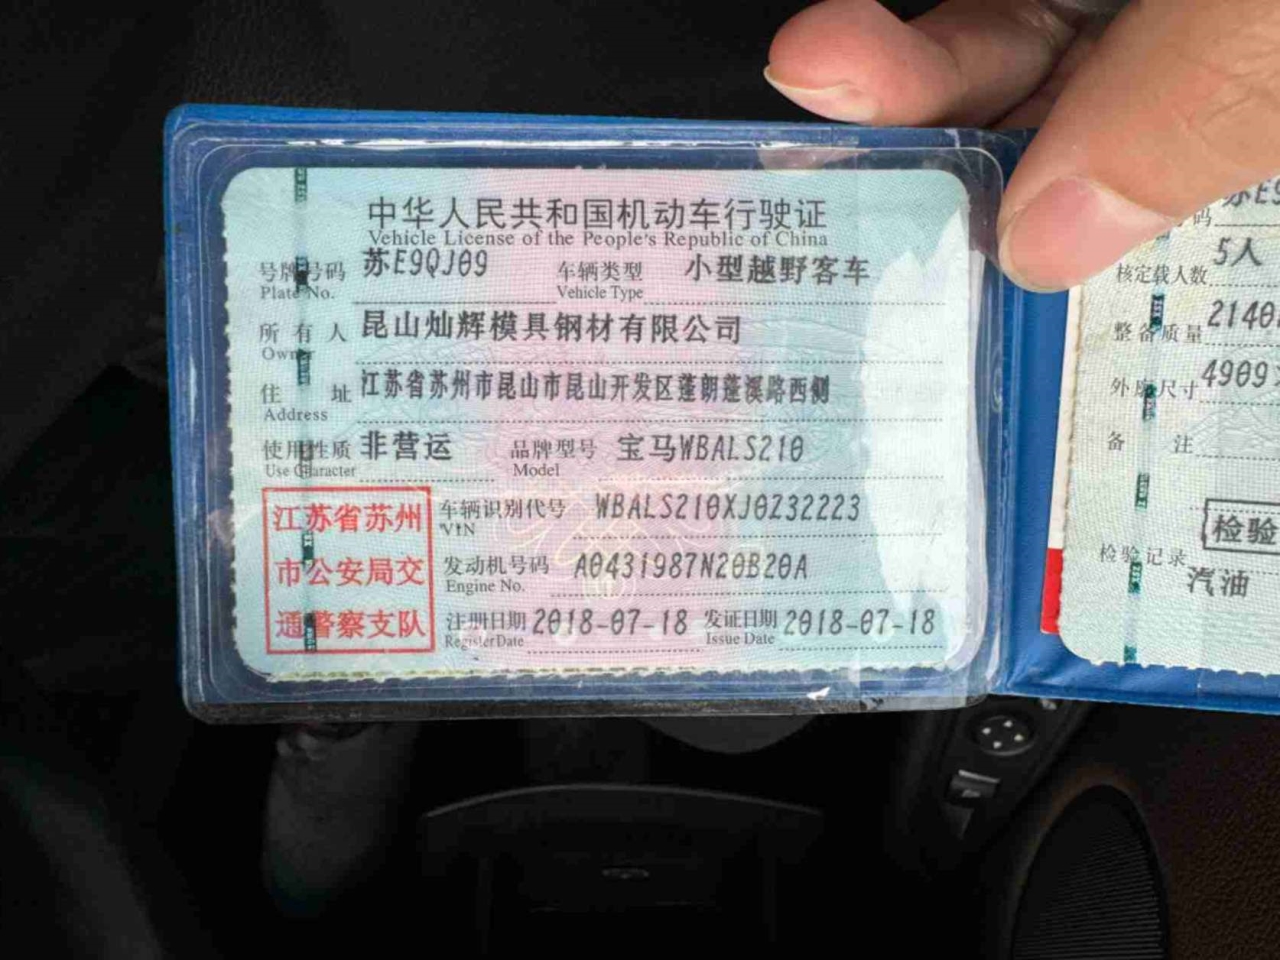 中华人民共和国机动车行驶证
Vehicle License of the People's Republic of China
号牌号码 苏E9QJ09 车辆类型 小型越野客车
Plate No. Vehicle Type
所有人 昆山灿辉模具钢材有限公司
Owner
住址 江苏省苏州市昆山市昆山开发区蓬朗蓬溪路西侧
Address
使用性质 非营运 品牌型号 宝马WBALS210
Use Character Model
江苏省苏州
市公安局交
通警察支队
车辆识别代号 WBALS210XJ0Z32223
VIN
发动机号码 A0431987N20B20A
Engine No.
注册日期 2018-07-18 发证日期 2018-07-18
Register Date Issue Date
苏E9
核定载人数 5人
整备质量 2140
外廓尺寸 4909
备注
检验
检验记录
汽油